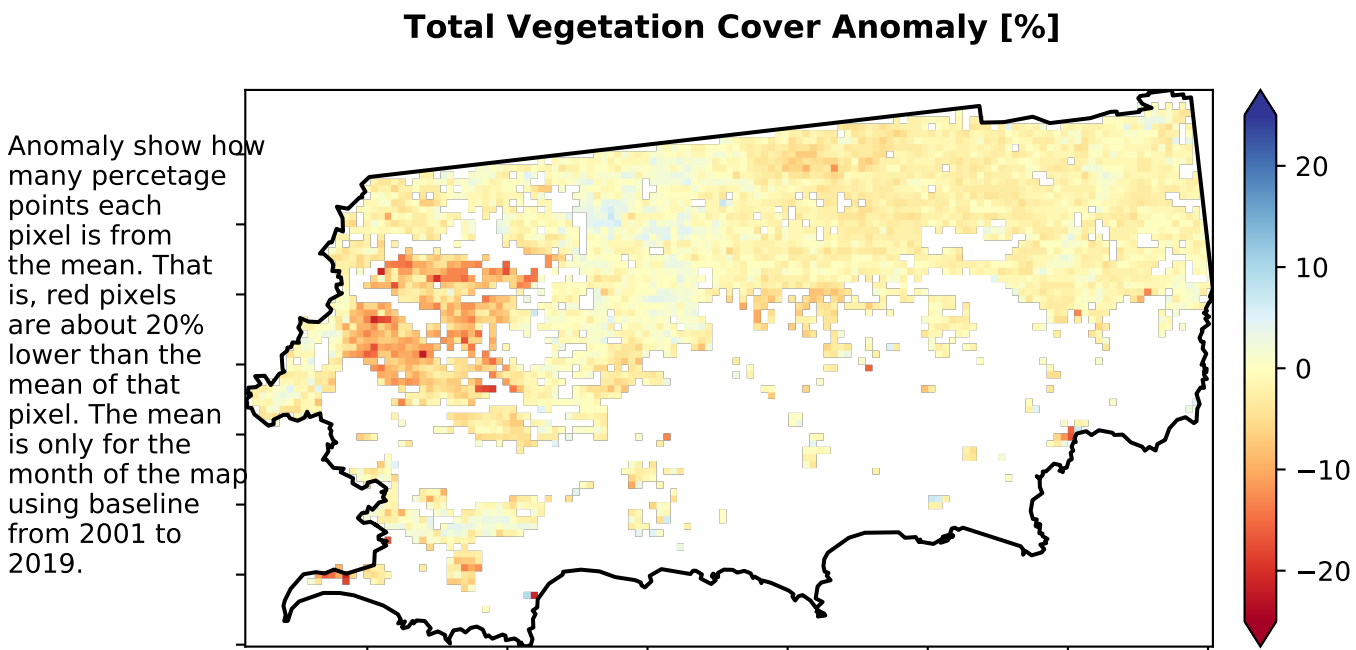 Total Vegetation Cover Anomaly [%]
Anomaly show how
many percetage
points each
pixel is from
the mean. That
is, red pixels
are about 20%
lower than the
mean of that
pixel. The mean
is only for the
month of the map
using baseline
from 2001 to
2019.
20
10
0
−10
−20